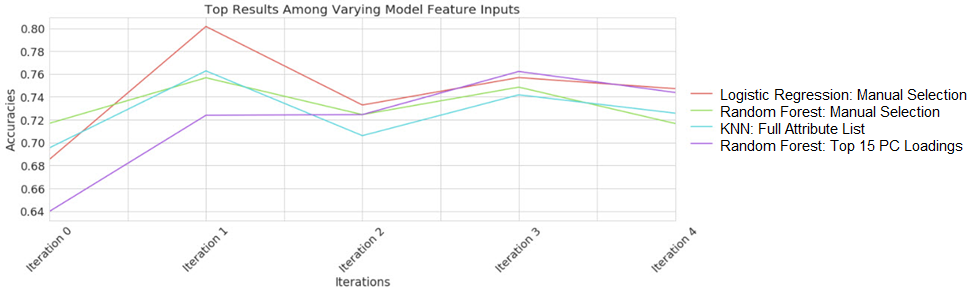 Top Results Among Varying Model Feature Inputs
0.80
0.78
0.76
0.74
0.72
0.70
0.68
0.66
0.64
Accuracies
Iteration 0
Iteration 1
Iteration 2
Iteration 3
Iteration 4
Iterations
Logistic Regression: Manual Selection
Random Forest: Manual Selection
KNN: Full Attribute List
Random Forest: Top 15 PC Loadings